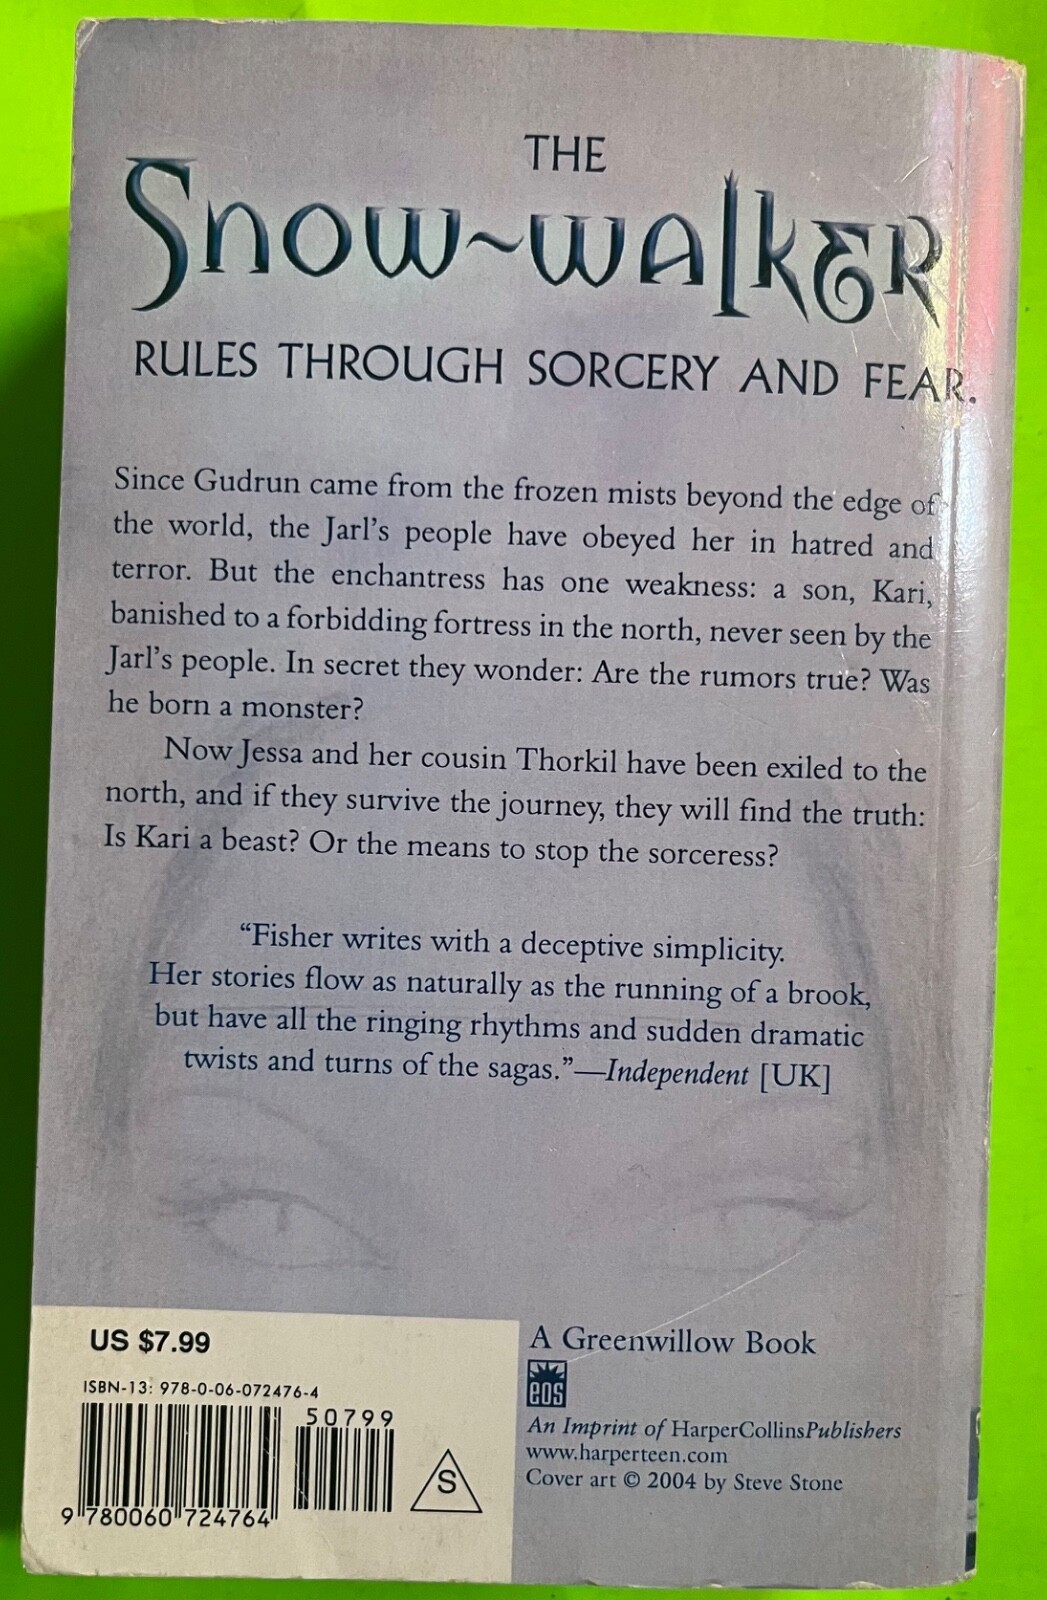 THE
Snow~walkER
RULES THROUGH SORCERY AND FEAR.
Since Gudrun came from the frozen mists beyond the edge of
the world, the Jarl's people have obeyed her in hatred and
terror. But the enchantress has one weakness: a son, Kari,
banished to a forbidding fortress in the north, never seen by the
Jarl's people. In secret they wonder: Are the rumors true? Was
he born a monster?
Now Jessa and her cousin Thorkil have been exiled to the
north, and if they survive the journey, they will find the truth:
Is Kari a beast? Or the means to stop the sorceress?
“Fisher writes with a deceptive simplicity.
Her stories flow as naturally as the running of a brook,
but have all the ringing rhythms and sudden dramatic
twists and turns of the sagas.”—Independent [UK]
US $7.99
ISBN-13: 978-0-06-072476-4
50799
9 780060 724764
S
A Greenwillow Book
eos
An Imprint of HarperCollinsPublishers
www.harperteen.com
Cover art © 2004 by Steve Stone